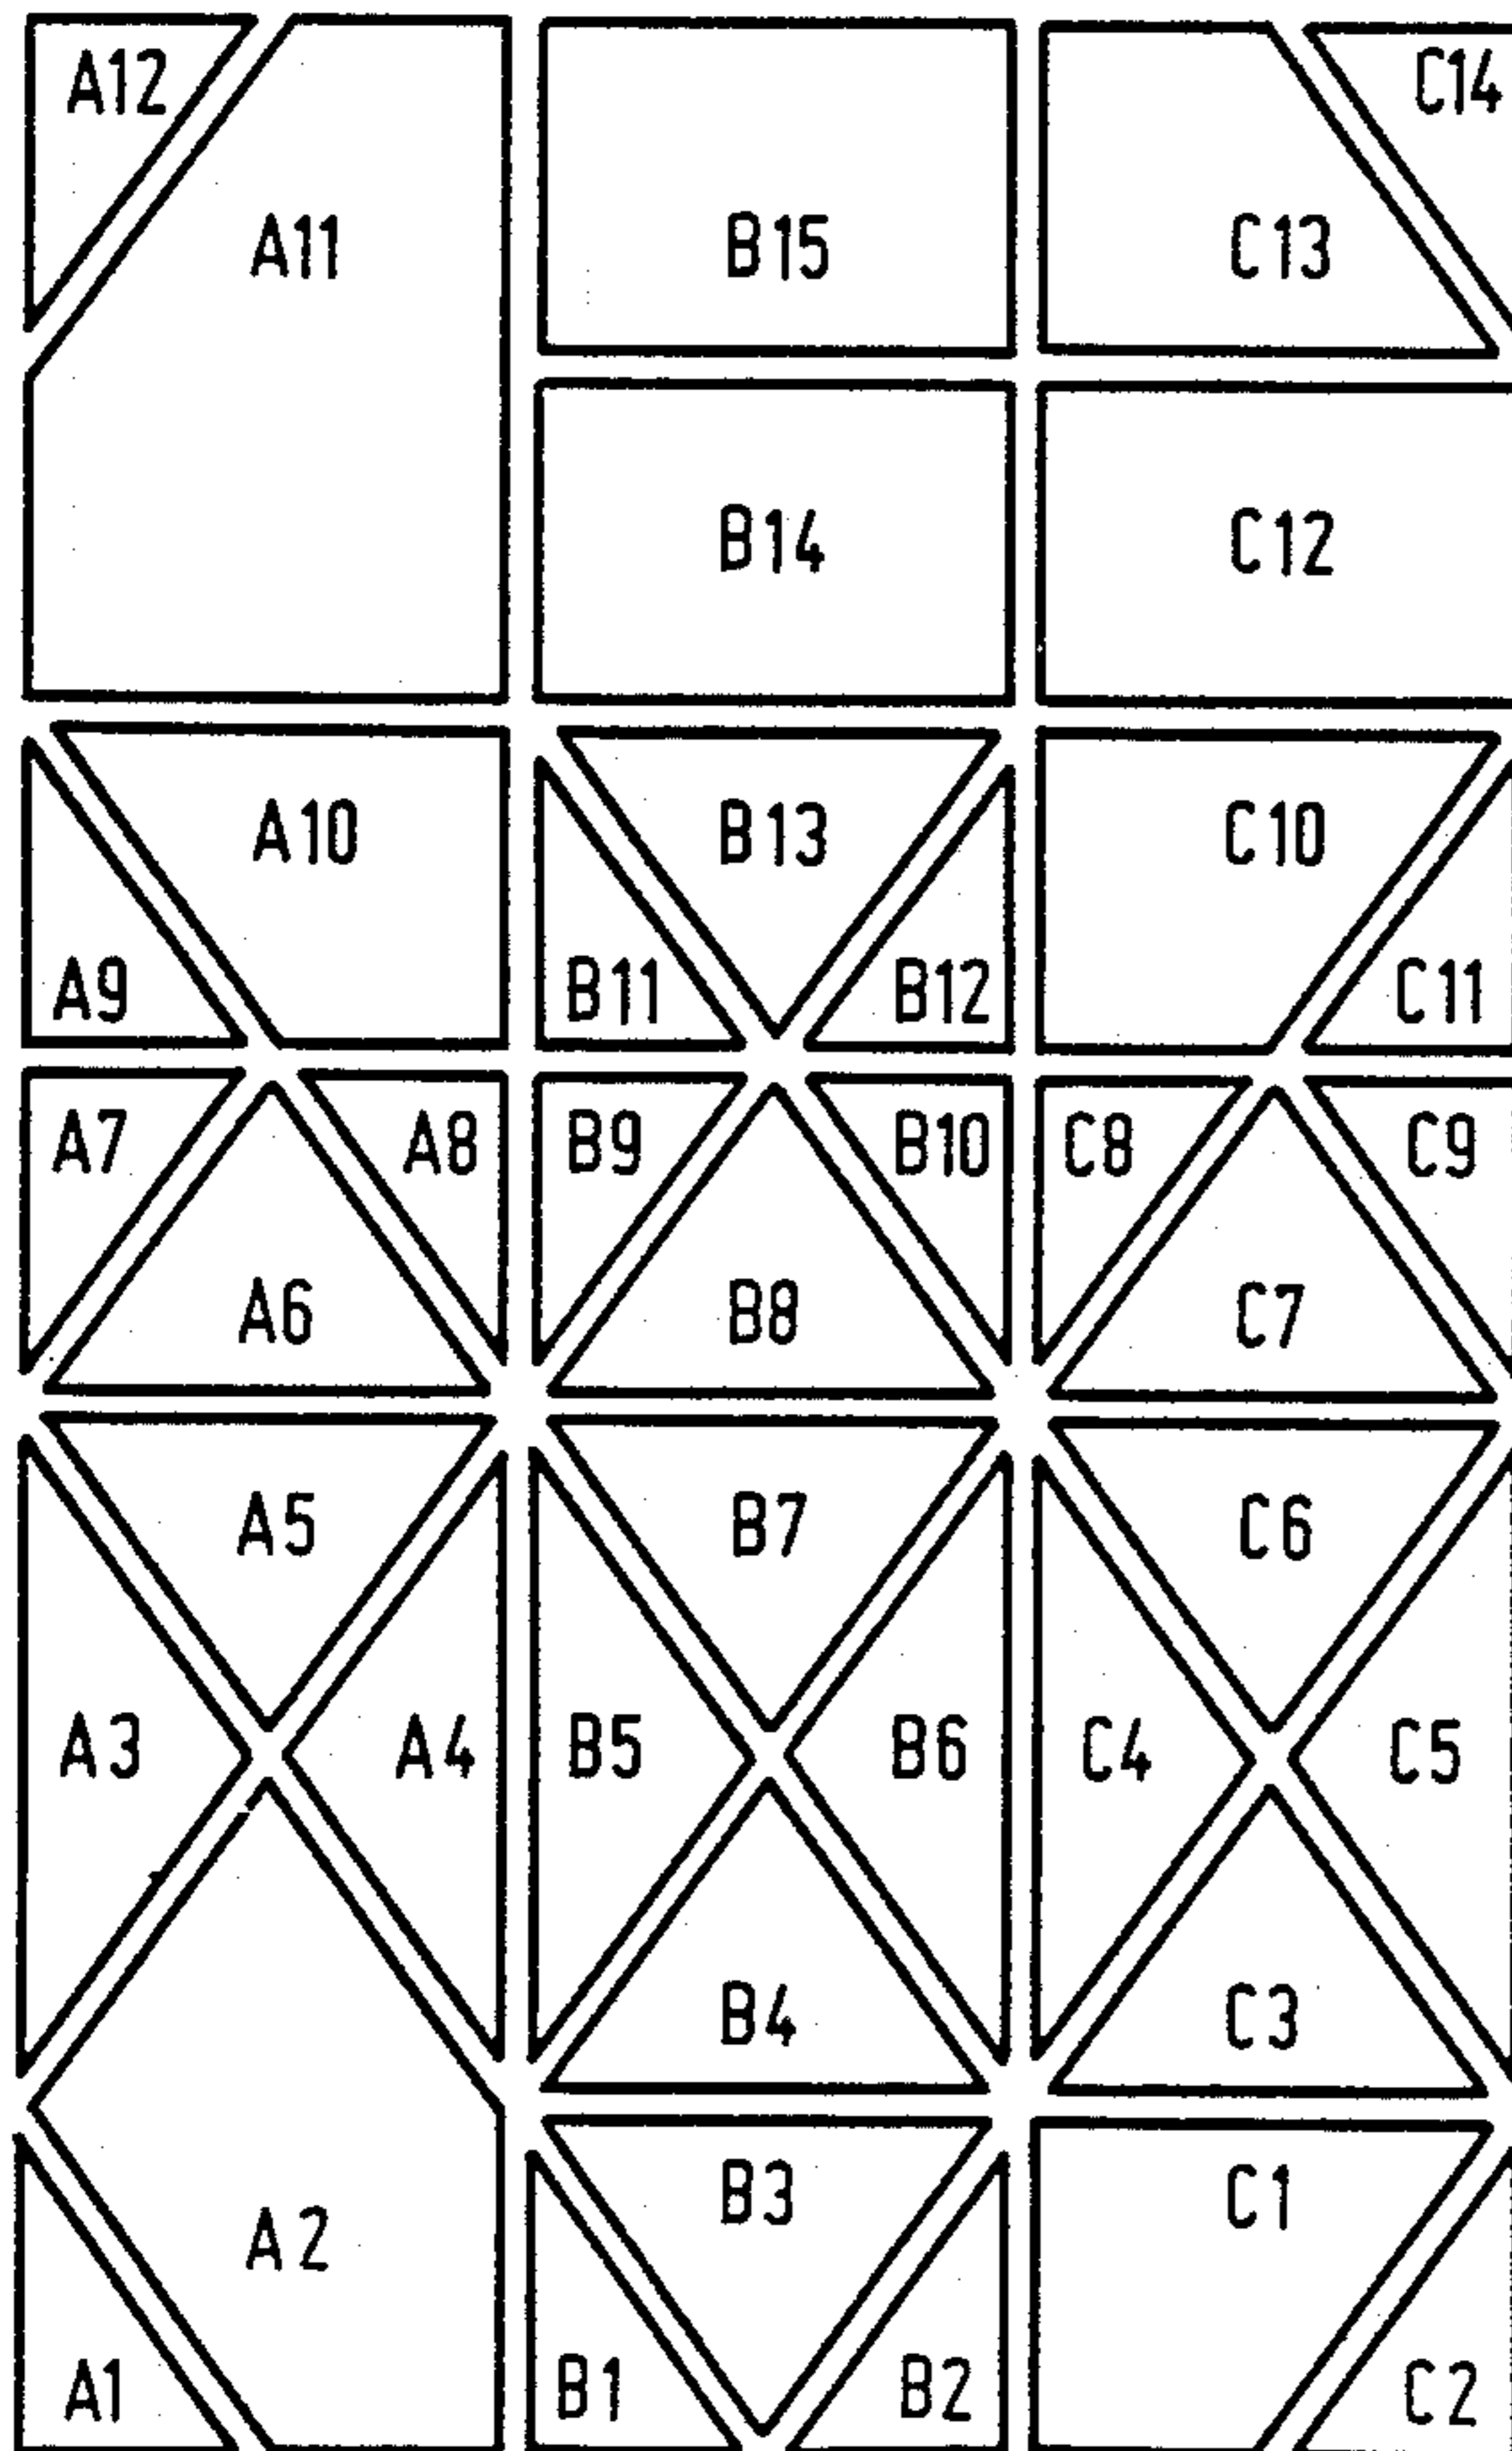 A12 C14
A11 B15 C13
B14 C12
A10 B13 C10
A9 B11 B12 C11
A7 A8 B9 B10 C8 C9
A6 B8 C7
A5 B7 C6
A3 A4 B5 B6 C4 C5
B4 C3
A2 B3 C1
A1 B1 B2 C2